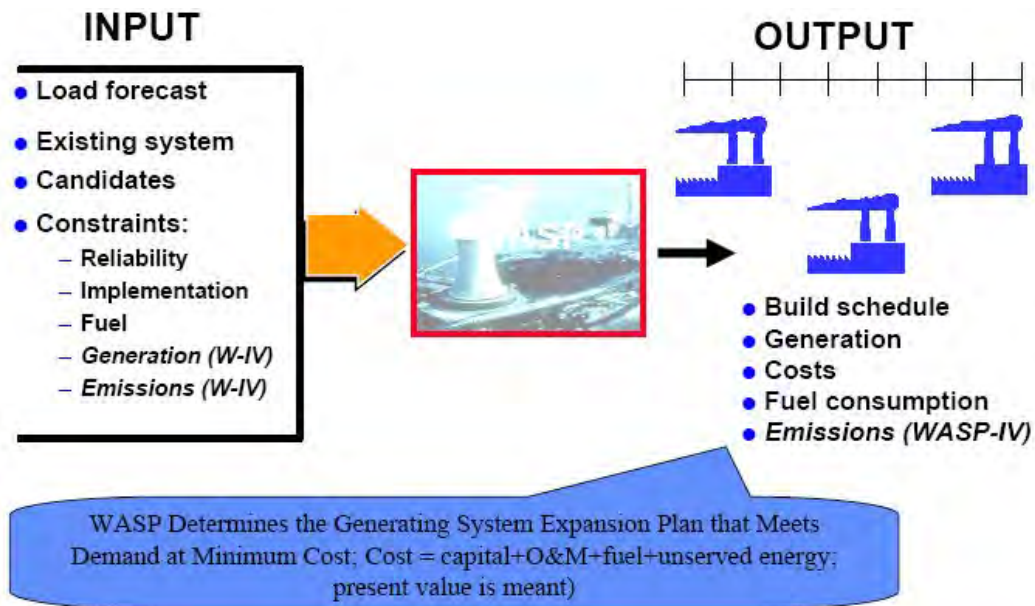 INPUT
Load forecast
Existing system
Candidates
Constraints:
– Reliability
– Implementation
– Fuel
– Generation (W-IV)
– Emissions (W-IV)
WASP
OUTPUT
Build schedule
Generation
Costs
Fuel consumption
Emissions (WASP-IV)
WASP Determines the Generating System Expansion Plan that Meets
Demand at Minimum Cost; Cost = capital+O&M+fuel+unserved energy;
present value is meant)